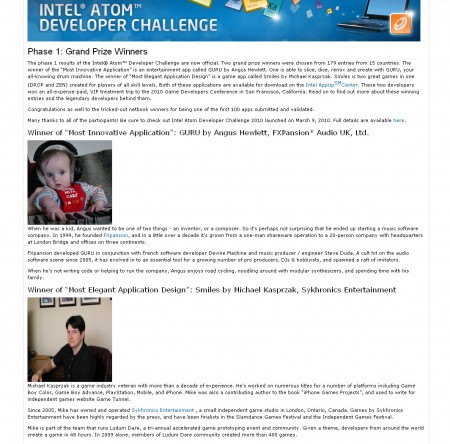 INTEL® ATOM™
DEVELOPER CHALLENGE
Phase 1: Grand Prize Winners
The phase 1 results of the Intel® Atom™ Developer Challenge are now official. Two grand prize winners were chosen from 179 entries from 15 countries. The
winner of the "Most Innovative Application" is an entertainment app called GURU by Angus Hewlett. One is able to slice, dice, remix and create with GURU, your
all-knowing drum machine. The winner of "Most Elegant Application Design" is a game app called Smiles by Michael Kasprzak. Smiles is two great games in one
(DROP and ZEN) created for players of all skill levels. Both of these applications are available for download on the Intel AppUpSMCenter. These two developers
won an all-expense-paid, VIP treatment trip to the 2010 Game Developers Conference in San Francisco, California. Read on to find out more about these winning
entries and the legendary developers behind them.
Congratulations as well to the tricked-out netbook winners for being one of the first 100 apps submitted and validated.
Many thanks to all of the participants! Be sure to check out Intel Atom Developer Challenge 2010 launched on March 9, 2010. Full details are available here.
Winner of "Most Innovative Application": GURU by Angus Hewlett, FXPansion* Audio UK, Ltd.
When he was a kid, Angus wanted to be one of two things - an inventor, or a composer. So it's perhaps not surprising that he ended up starting a music software
company. In 1999, he founded FXpansion, and in a little over a decade it's grown from a one-man shareware operation to a 20-person company with headquarters
at London Bridge and offices on three continents.
FXpansion developed GURU in conjunction with French software developer Devine Machine and music producer / engineer Steve Duda. A cult hit on the audio
software scene since 2005, it has evolved in to an essential tool for a growing number of pro producers, DJs & hobbyists, and spawned a raft of imitators.
When he's not writing code or helping to run the company, Angus enjoys road cycling, noodling around with modular synthesizers, and spending time with his
family.
Winner of "Most Elegant Application Design": Smiles by Michael Kasprzak, Sykhronics Entertainment
Michael Kasprzak is a game industry veteran with more than a decade of experience. He's worked on numerous titles for a number of platforms including Game
Boy Color, Game Boy Advance, PlayStation, Mobile, and iPhone. Mike was also a contributing author to the book "iPhone Games Projects", and used to write for
independent games website Game Tunnel.
Since 2005, Mike has owned and operated Sykhronics Entertainment , a small independent game studio in London, Ontario, Canada. Games by Sykhronics
Entertainment have been highly regarded by the press, and have been finalists in the Slamdance Games Festival and the Independent Games Festival.
Mike is part of the team that runs Ludum Dare, a tri-annual accelerated game prototyping event and community. Given a theme, developers from around the world
create a game in 48 hours. In 2009 alone, members of Ludum Dare community created more than 400 games.